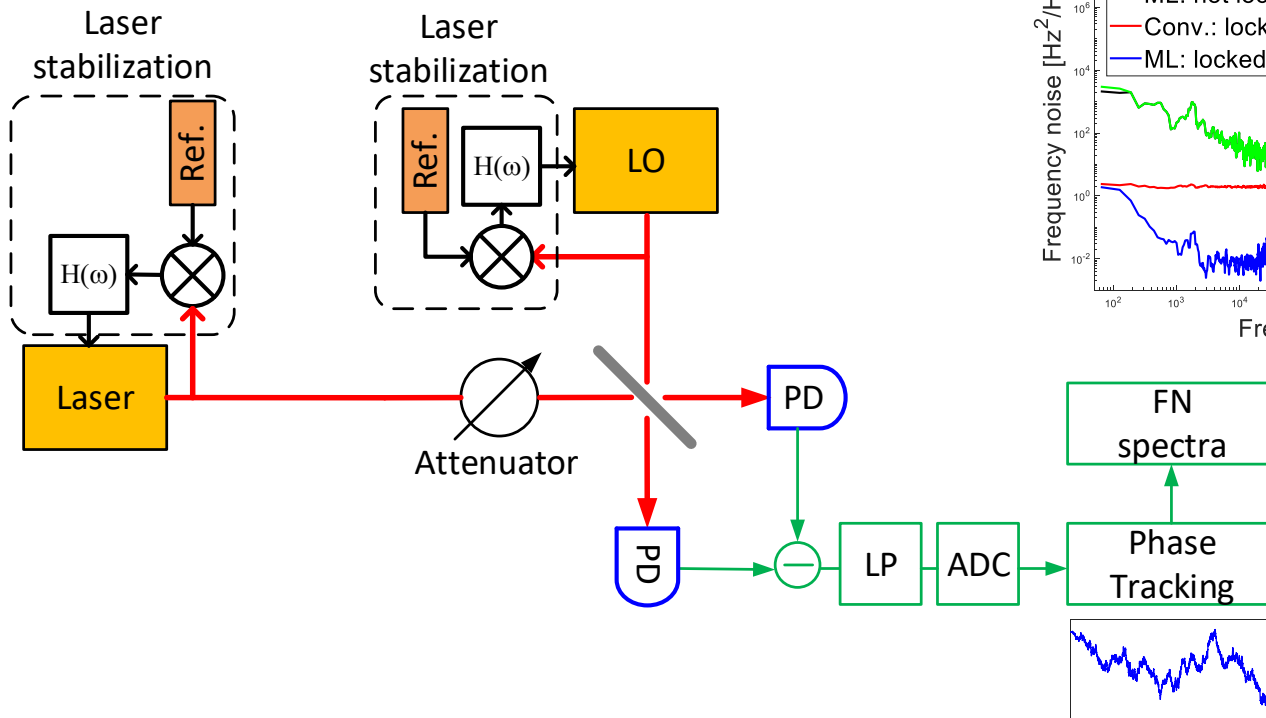 Laser
stabilization
Ref.
H(ω)
Laser
Laser
stabilization
Ref.
H(ω)
LO
Attenuator
PD
PD
LP
ADC
Phase
Tracking
FN
spectra
Frequency noise [Hz²/H
10⁶
10⁴
10²
10⁰
10⁻²
10²
10³
10⁴
Conv.: lock
ML: locked
Fre